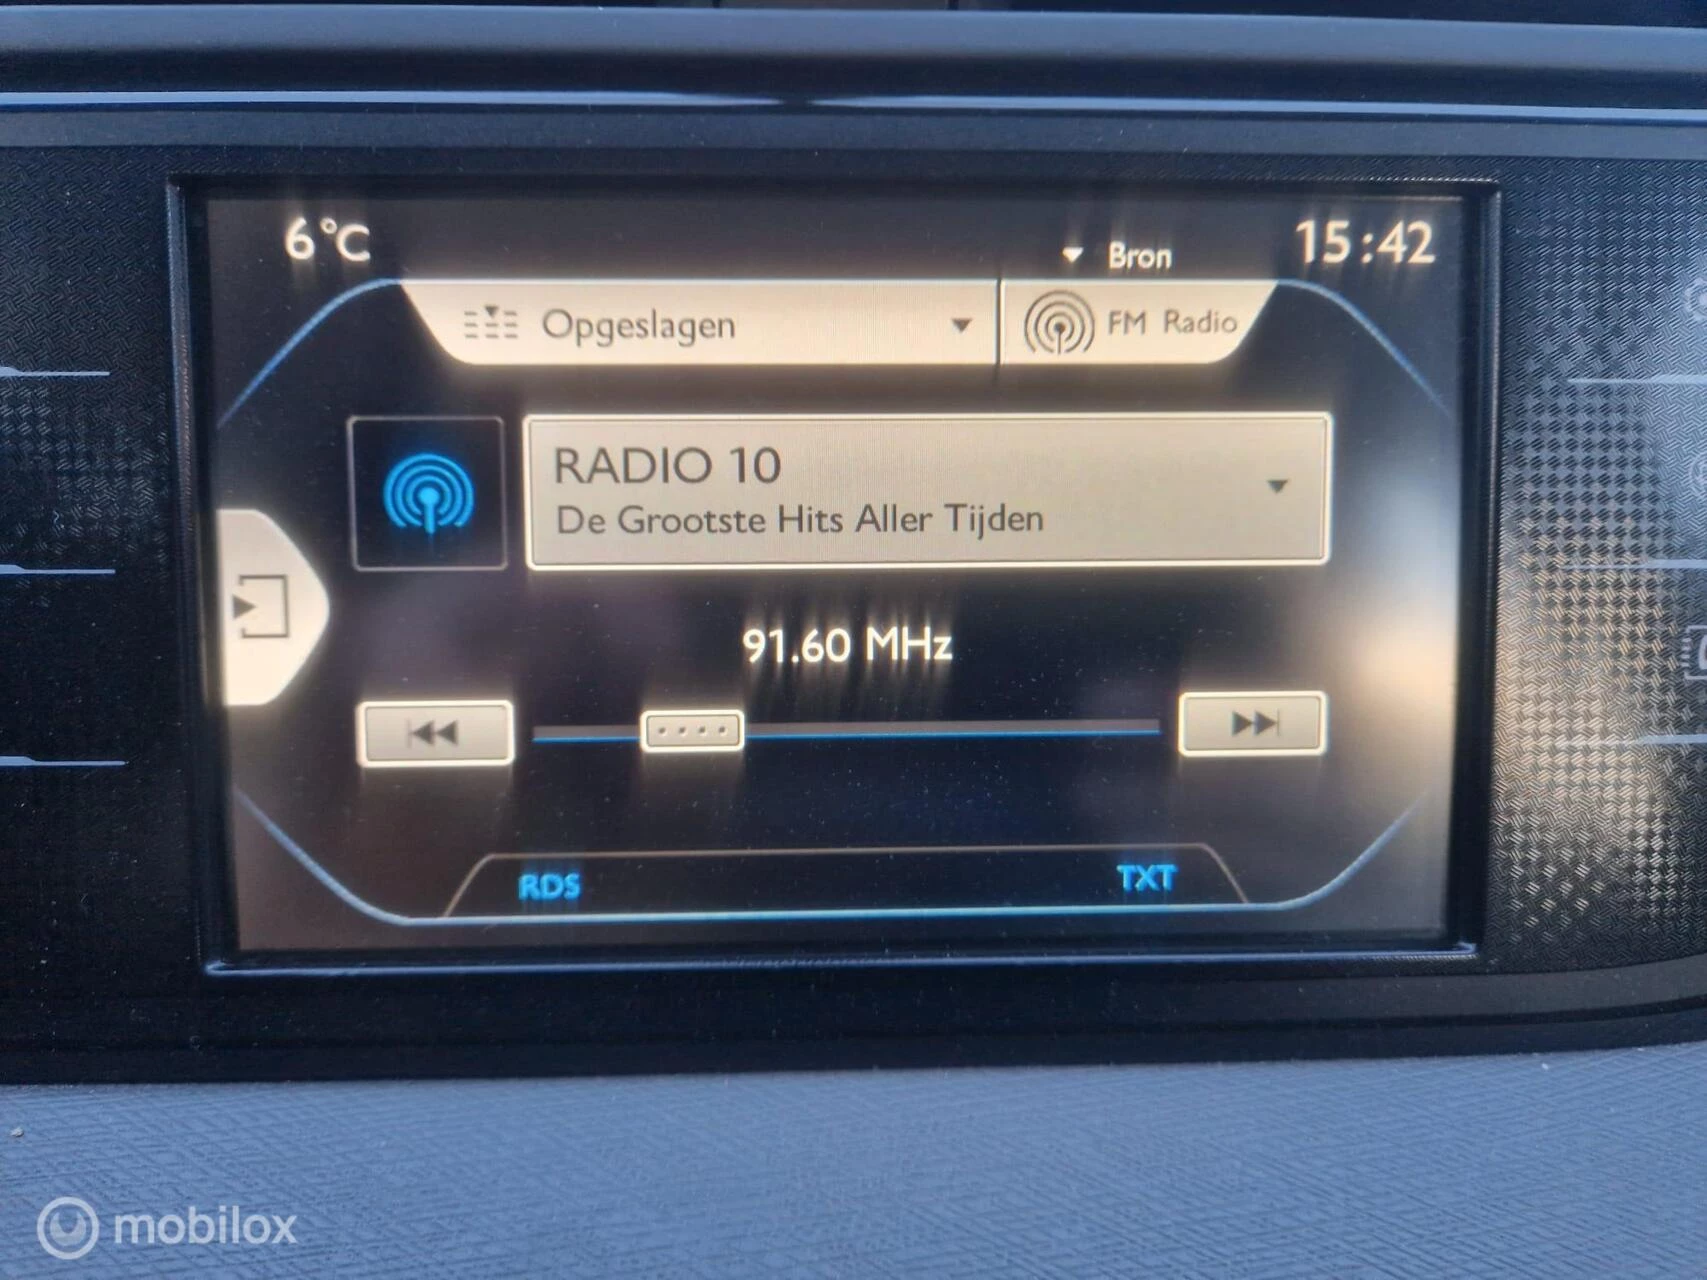 6°C
Bron
15:42
Opgeslagen
FM Radio
RADIO 10
De Grootste Hits Aller Tijden
91.60 MHz
RDS
TXT
mobilox